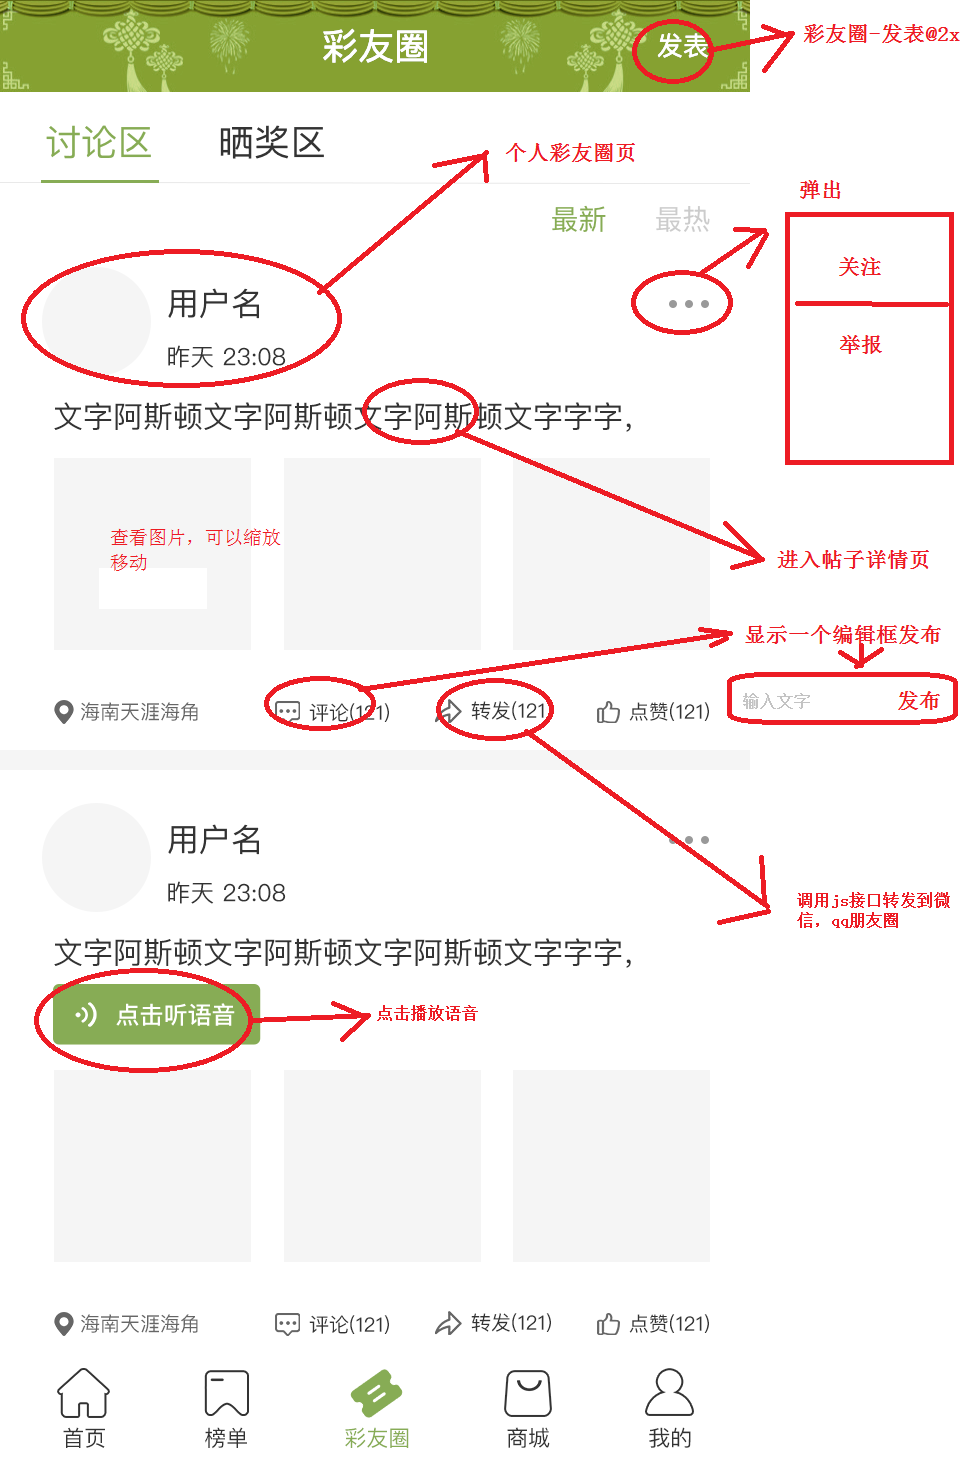 彩友圈
发表
彩友圈-发表@2x
讨论区
晒奖区
个人彩友圈页
弹出
最新
最热
关注
举报
用户名
昨天 23:08
文字阿斯顿文字阿斯顿文字阿斯顿文字字字，
查看图片，可以缩放
移动
进入帖子详情页
显示一个编辑框发布
输入文字
发布
海南天涯海角
评论(121)
转发(121)
点赞(121)
用户名
昨天 23:08
调用js接口转发到微
信，qq朋友圈
文字阿斯顿文字阿斯顿文字阿斯顿文字字字，
点击听语音
点击播放语音
海南天涯海角
评论(121)
转发(121)
点赞(121)
首页
榜单
彩友圈
商城
我的